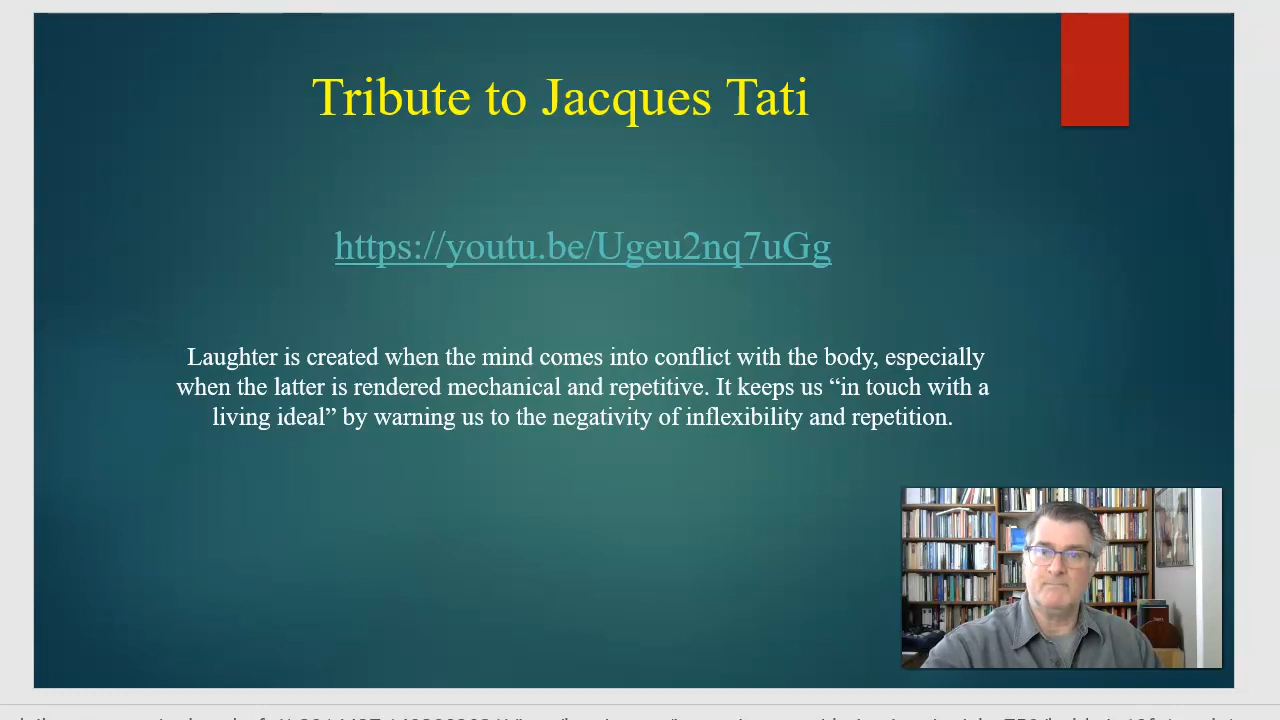 Tribute to Jacques Tati
https://youtu.be/Ugeu2nq7uGg
Laughter is created when the mind comes into conflict with the body, especially
when the latter is rendered mechanical and repetitive. It keeps us “in touch with a
living ideal” by warning us to the negativity of inflexibility and repetition.